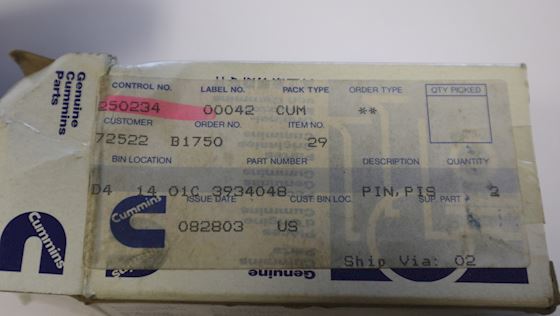 Genuine
Cummins
Parts
CONTROL NO. LABEL NO. PACK TYPE ORDER TYPE QTY PICKED
250234 00042 CUM **
CUSTOMER ORDER NO. ITEM NO.
72522 B1750 29
BIN LOCATION PART NUMBER DESCRIPTION QUANTITY
D4 14 01C 3934048 PIN,PIS 2
ISSUE DATE CUST BIN LOC. SUP. PART
082803 US
Ship Via: 02
Cummins
Cummins
Genuine
Genuine